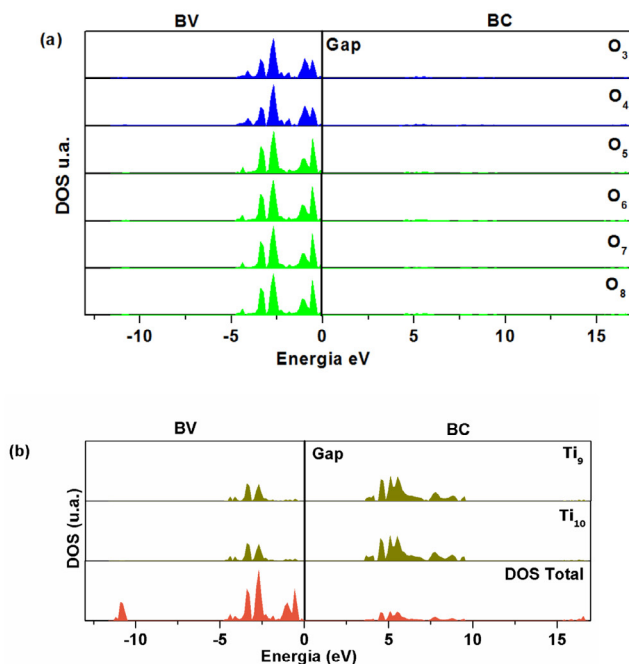 BV BC
(a) Gap O3
O4
O5
O6
O7
O8
DOS u.a.
-10 -5 0 5 10 15
Energia eV
BV BC
(b) Gap Ti9
Ti10
DOS Total
DOS (u.a.)
-10 -5 0 5 10 15
Energia (eV)